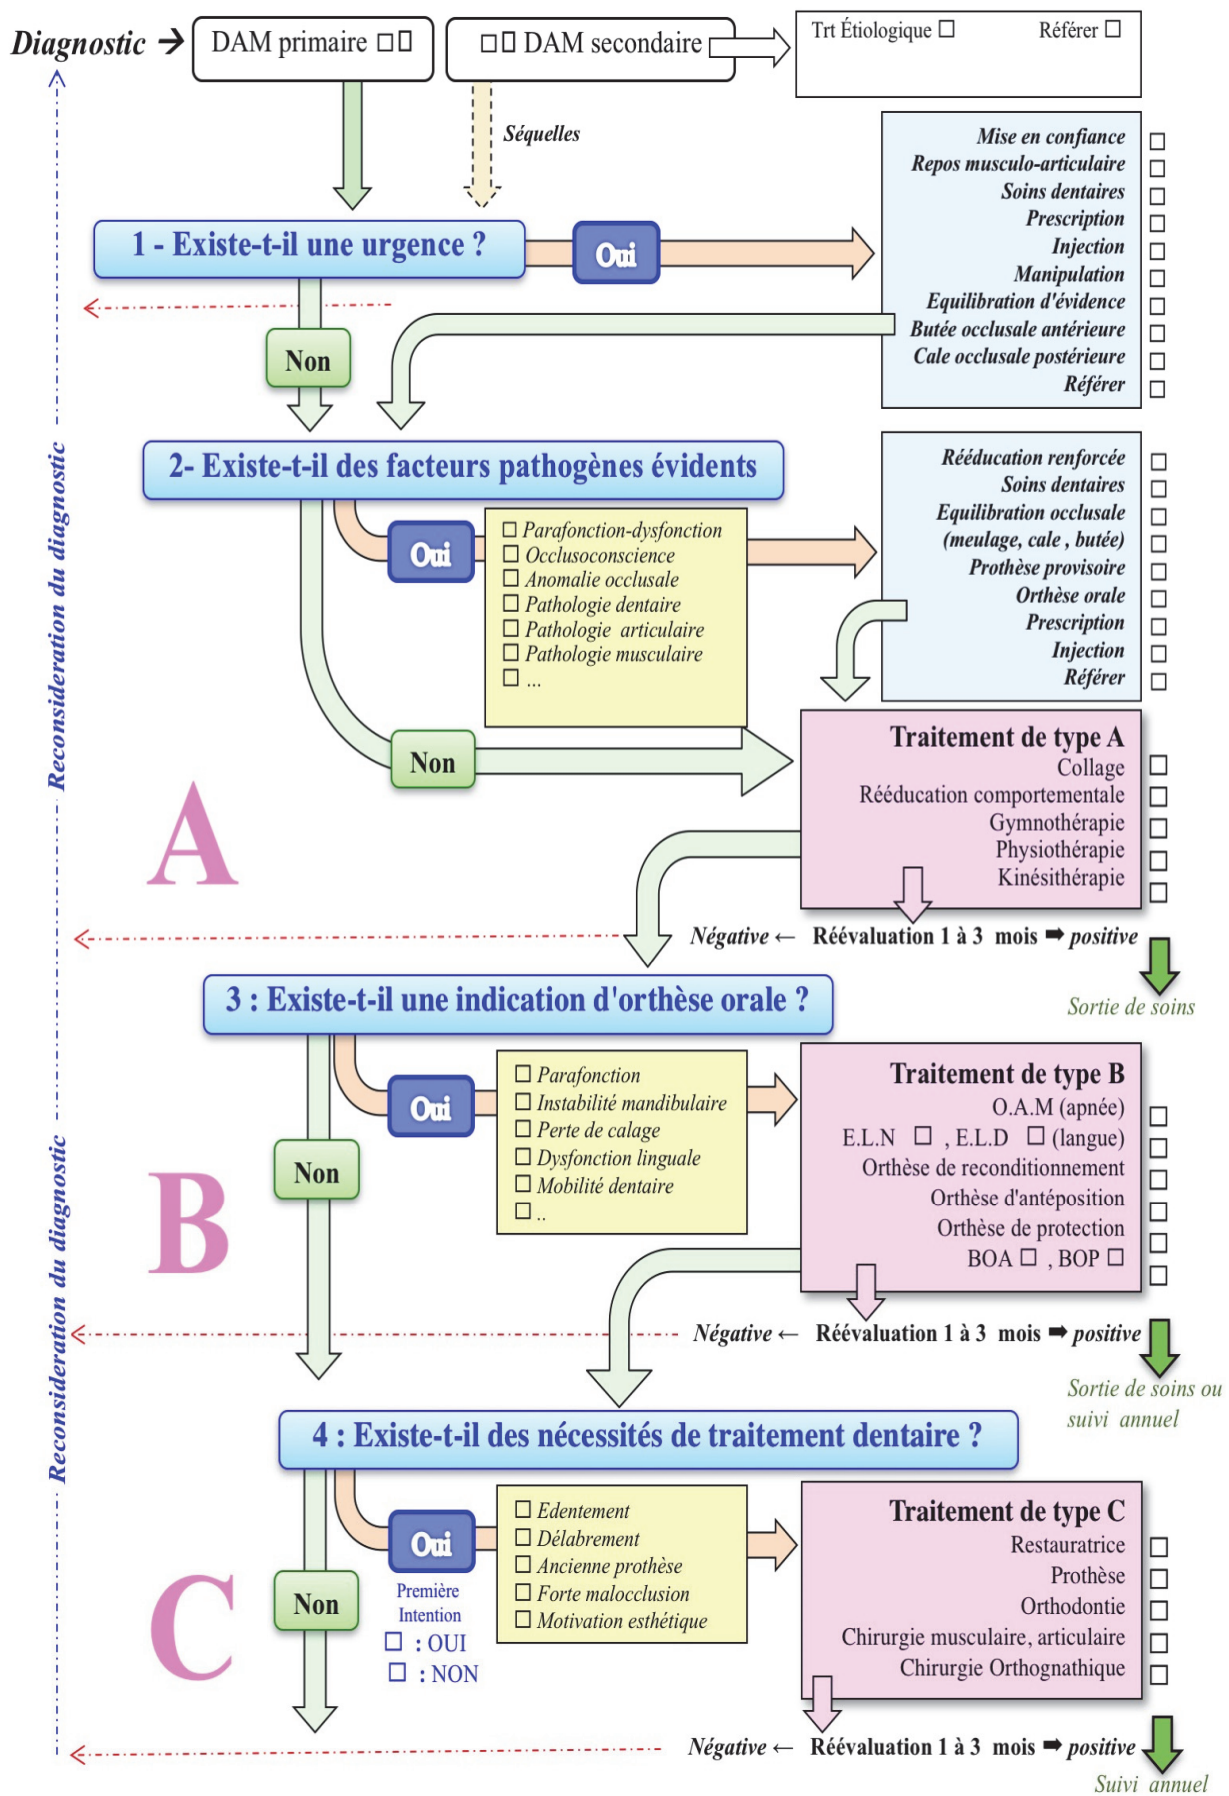 Diagnostic → DAM primaire □ □ □ □ DAM secondaire
Trt Étiologique □ Référer □
Séquelles
Mise en confiance □
Repos musculo-articulaire □
Soins dentaires □
Prescription □
Injection □
Manipulation □
Equilibration d'évidence □
Butée occlusale antérieure □
Cale occlusale postérieure □
Référer □
1 - Existe-t-il une urgence ?
Oui
Non
2- Existe-t-il des facteurs pathogènes évidents
Oui
□ Parafonction-dysfonction
□ Occlusoconscience
□ Anomalie occlusale
□ Pathologie dentaire
□ Pathologie articulaire
□ Pathologie musculaire
□ ...
Rééducation renforcée □
Soins dentaires □
Equilibration occlusale □
(meulage, cale , butée) □
Prothèse provisoire □
Orthèse orale □
Prescription □
Injection □
Référer □
Non
Reconsideration du diagnostic
A
Traitement de type A
Collage □
Rééducation comportementale □
Gymnothérapie □
Physiothérapie □
Kinésithérapie □
Négative ← Réévaluation 1 à 3 mois ➡ positive
Sortie de soins
3 : Existe-t-il une indication d'orthèse orale ?
Oui
□ Parafonction
□ Instabilité mandibulaire
□ Perte de calage
□ Dysfonction linguale
□ Mobilité dentaire
□ ..
Non
Reconsideration du diagnostic
B
Traitement de type B
O.A.M (apnée) □
E.L.N □ , E.L.D □ (langue) □
Orthèse de reconditionnement □
Orthèse d'antéposition □
Orthèse de protection □
BOA □ , BOP □ □
Négative ← Réévaluation 1 à 3 mois ➡ positive
Sortie de soins ou
suivi annuel
4 : Existe-t-il des nécessités de traitement dentaire ?
Oui
Première
Intention
□ : OUI
□ : NON
□ Edentement
□ Délabrement
□ Ancienne prothèse
□ Forte malocclusion
□ Motivation esthétique
Non
C
Traitement de type C
Restauratrice □
Prothèse □
Orthodontie □
Chirurgie musculaire, articulaire □
Chirurgie Orthognathique □
Négative ← Réévaluation 1 à 3 mois ➡ positive
Suivi annuel